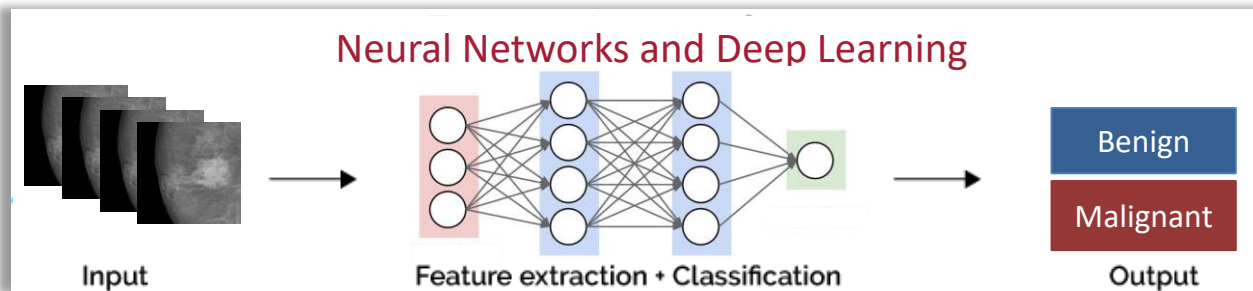 Neural Networks and Deep Learning
Benign
Malignant
Input
Feature extraction + Classification
Output